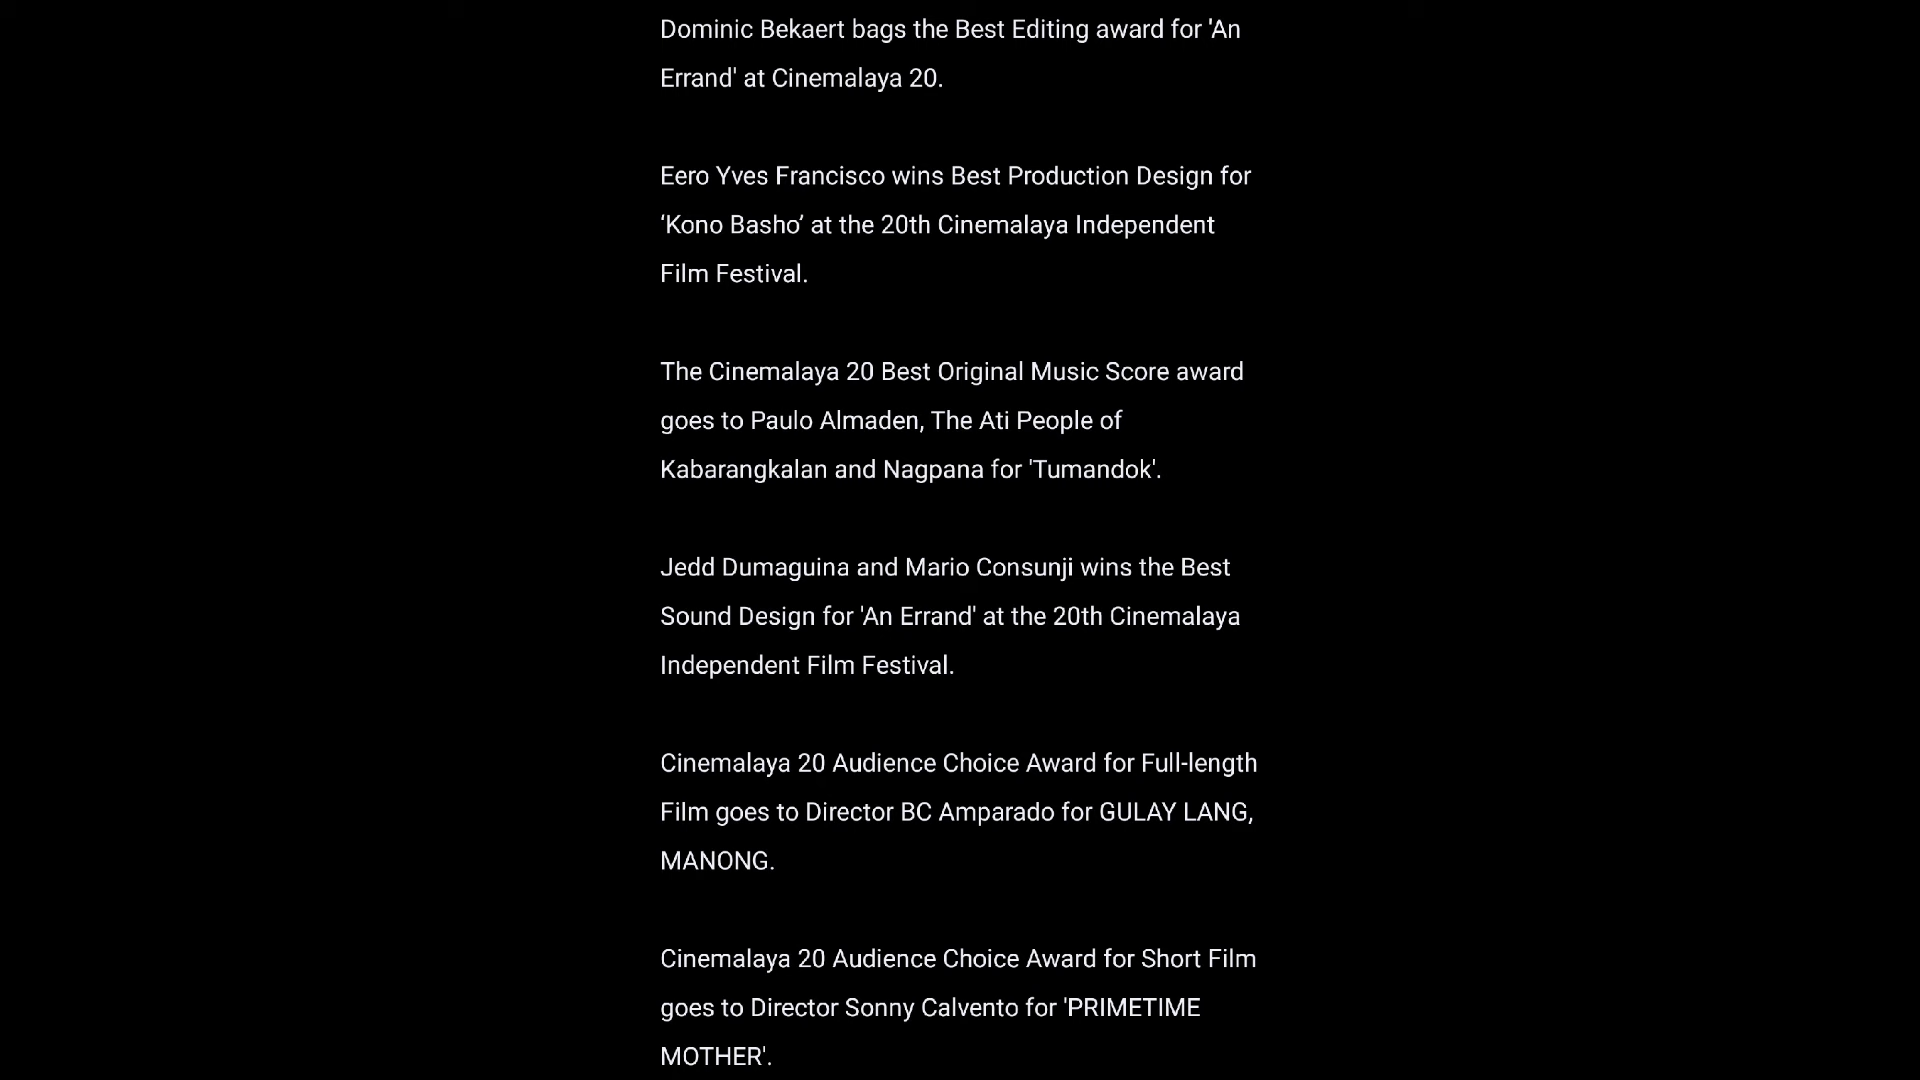 Dominic Bekaert bags the Best Editing award for 'An
Errand' at Cinemalaya 20.
Eero Yves Francisco wins Best Production Design for
‘Kono Basho’ at the 20th Cinemalaya Independent
Film Festival.
The Cinemalaya 20 Best Original Music Score award
goes to Paulo Almaden, The Ati People of
Kabarangkalan and Nagpana for 'Tumandok'.
Jedd Dumaguina and Mario Consunji wins the Best
Sound Design for 'An Errand' at the 20th Cinemalaya
Independent Film Festival.
Cinemalaya 20 Audience Choice Award for Full-length
Film goes to Director BC Amparado for GULAY LANG,
MANONG.
Cinemalaya 20 Audience Choice Award for Short Film
goes to Director Sonny Calvento for 'PRIMETIME
MOTHER'.